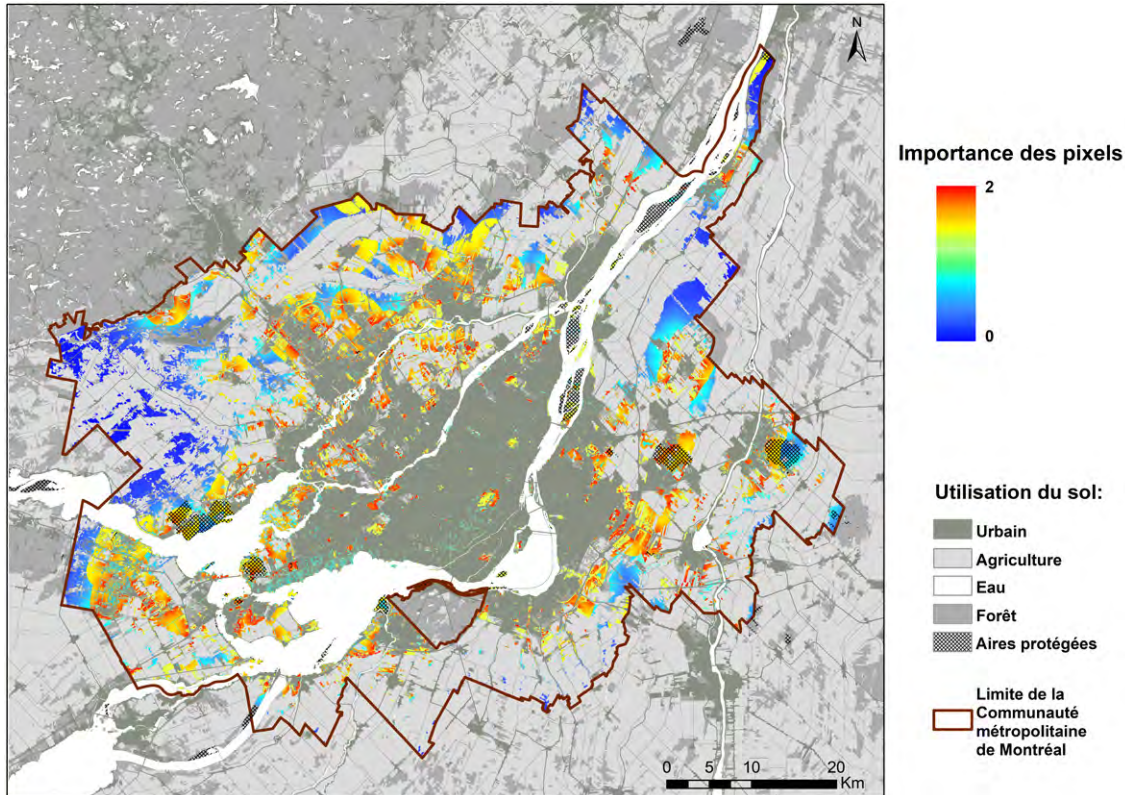 N
Importance des pixels
2
0
Utilisation du sol:
Urbain
Agriculture
Eau
Forêt
Aires protégées
Limite de la
Communauté
métropolitaine
de Montréal
0 5 10 20
Km